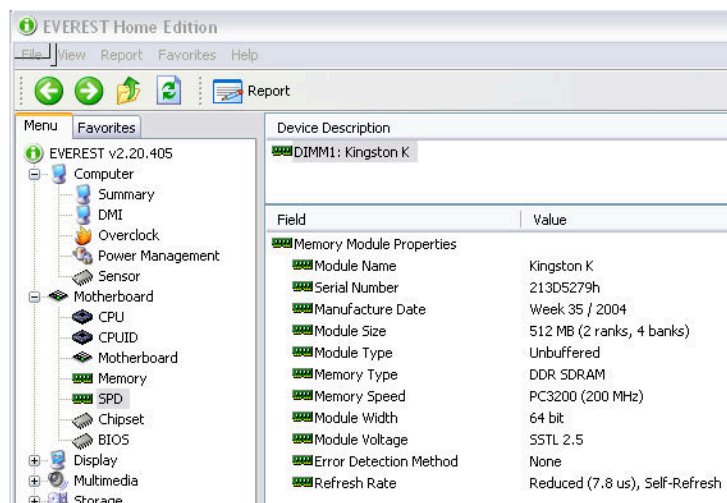 EVEREST Home Edition
File View Report Favorites Help
Report
Menu Favorites
EVEREST v2.20.405
Computer
Summary
DMI
Overclock
Power Management
Sensor
Motherboard
CPU
CPUID
Motherboard
Memory
SPD
Chipset
BIOS
Display
Multimedia
Storage
Device Description
DIMM1: Kingston K
Field Value
Memory Module Properties
Module Name Kingston K
Serial Number 213D5279h
Manufacture Date Week 35 / 2004
Module Size 512 MB (2 ranks, 4 banks)
Module Type Unbuffered
Memory Type DDR SDRAM
Memory Speed PC3200 (200 MHz)
Module Width 64 bit
Module Voltage SSTL 2.5
Error Detection Method None
Refresh Rate Reduced (7.8 us), Self-Refresh